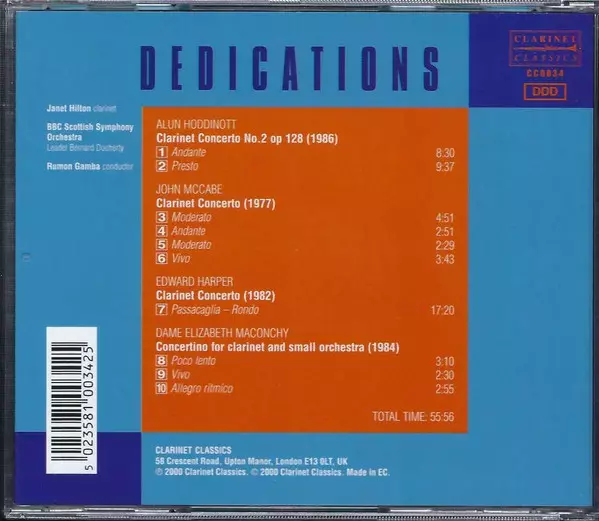 DEDICATIONS
CLARINET
CLASSICS
CC0034
DDD
Janet Hilton clarinet
BBC Scottish Symphony
Orchestra
Leader Bernard Docherty
Rumon Gamba conductor
ALUN HODDINOTT
Clarinet Concerto No.2 op 128 (1986)
1 Andante 8:30
2 Presto 9:37
JOHN MCCABE
Clarinet Concerto (1977)
3 Moderato 4:51
4 Andante 2:51
5 Moderato 2:29
6 Vivo 3:43
EDWARD HARPER
Clarinet Concerto (1982)
7 Passacaglia – Rondo 17:20
DAME ELIZABETH MACONCHY
Concertino for clarinet and small orchestra (1984)
8 Poco lento 3:10
9 Vivo 2:30
10 Allegro ritmico 2:55
TOTAL TIME: 55:56
5 023581 003425
CLARINET CLASSICS
58 Crescent Road, Upton Manor, London E13 0LT, UK
℗ 2000 Clarinet Classics. © 2000 Clarinet Classics. Made in EC.